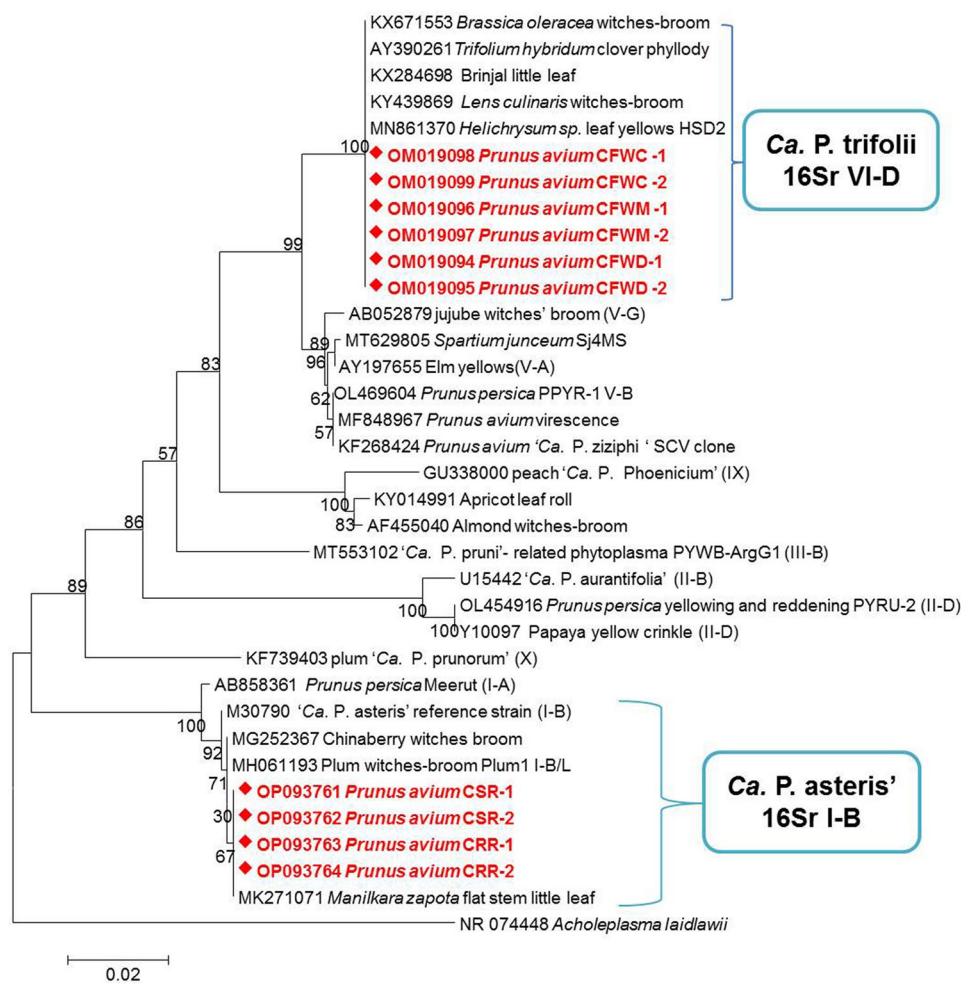 KX671553 Brassica oleracea witches-broom
AY390261 Trifolium hybridum clover phyllody
KX284698 Brinjal little leaf
KY439869 Lens culinaris witches-broom
MN861370 Helichrysum sp. leaf yellows HSD2
100
OM019098 Prunus avium CFWC -1
OM019099 Prunus avium CFWC -2
OM019096 Prunus avium CFWM -1
OM019097 Prunus avium CFWM -2
OM019094 Prunus avium CFWD-1
OM019095 Prunus avium CFWD -2
Ca. P. trifolii
16Sr VI-D
99
AB052879 jujube witches’ broom (V-G)
89
MT629805 Spartium junceum Sj4MS
96
AY197655 Elm yellows(V-A)
83
62
OL469604 Prunus persica PPYR-1 V-B
MF848967 Prunus avium virescence
57
KF268424 Prunus avium ‘Ca. P. ziziphi ‘ SCV clone
57
GU338000 peach ‘Ca. P. Phoenicium’ (IX)
100
KY014991 Apricot leaf roll
83
AF455040 Almond witches-broom
86
MT553102 ‘Ca. P. pruni’- related phytoplasma PYWB-ArgG1 (III-B)
U15442 ‘Ca. P. aurantifolia’ (II-B)
89
100
OL454916 Prunus persica yellowing and reddening PYRU-2 (II-D)
100
Y10097 Papaya yellow crinkle (II-D)
KF739403 plum ‘Ca. P. prunorum’ (X)
AB858361 Prunus persica Meerut (I-A)
100
M30790 ‘Ca. P. asteris’ reference strain (I-B)
92
MG252367 Chinaberry witches broom
MH061193 Plum witches-broom Plum1 I-B/L
71
OP093761 Prunus avium CSR-1
30
OP093762 Prunus avium CSR-2
OP093763 Prunus avium CRR-1
67
OP093764 Prunus avium CRR-2
MK271071 Manilkara zapota flat stem little leaf
Ca. P. asteris’
16Sr I-B
NR 074448 Acholeplasma laidlawii
0.02